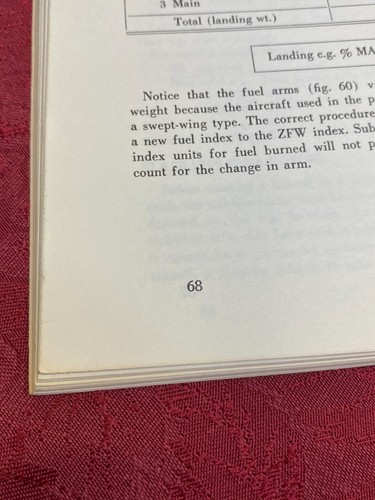 3 Main
Total (landing wt.)
Landing c.g. % MA
Notice that the fuel arms (fig. 60) v
weight because the aircraft used in the p
a swept-wing type. The correct procedure
a new fuel index to the ZFW index. Sub
index units for fuel burned will not p
count for the change in arm.
68